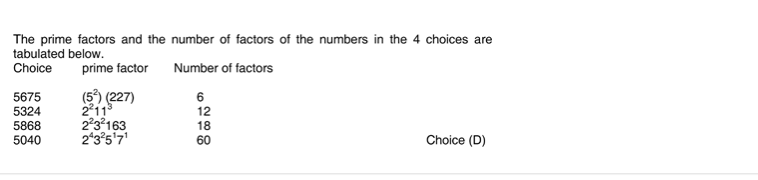 The prime factors and the number of factors of the numbers in the 4 choices are
tabulated below.
Choice prime factor Number of factors
5675 (5²) (227) 6
5324 2²11³ 12
5868 2²3²163 18
5040 2⁴3²5¹7¹ 60 Choice (D)